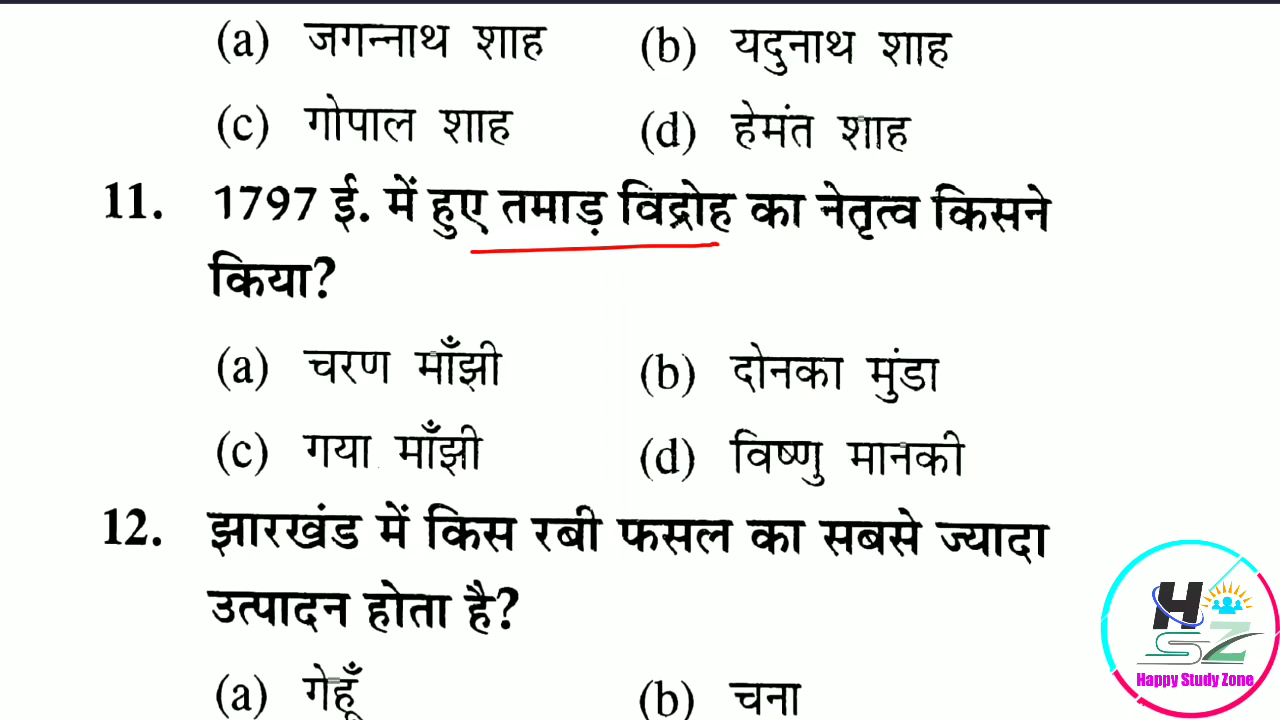 (a) जगन्नाथ शाह (b) यदुनाथ शाह
(c) गोपाल शाह (d) हेमंत शाह
11. 1797 ई. में हुए तमाड़ विद्रोह का नेतृत्व किसने
किया?
(a) चरण माँझी (b) दोनका मुंडा
(c) गया माँझी (d) विष्णु मानकी
12. झारखंड में किस रबी फसल का सबसे ज्यादा
उत्पादन होता है?
(a) गेहूँ (b) चना
H
SZ
Happy Study Zone